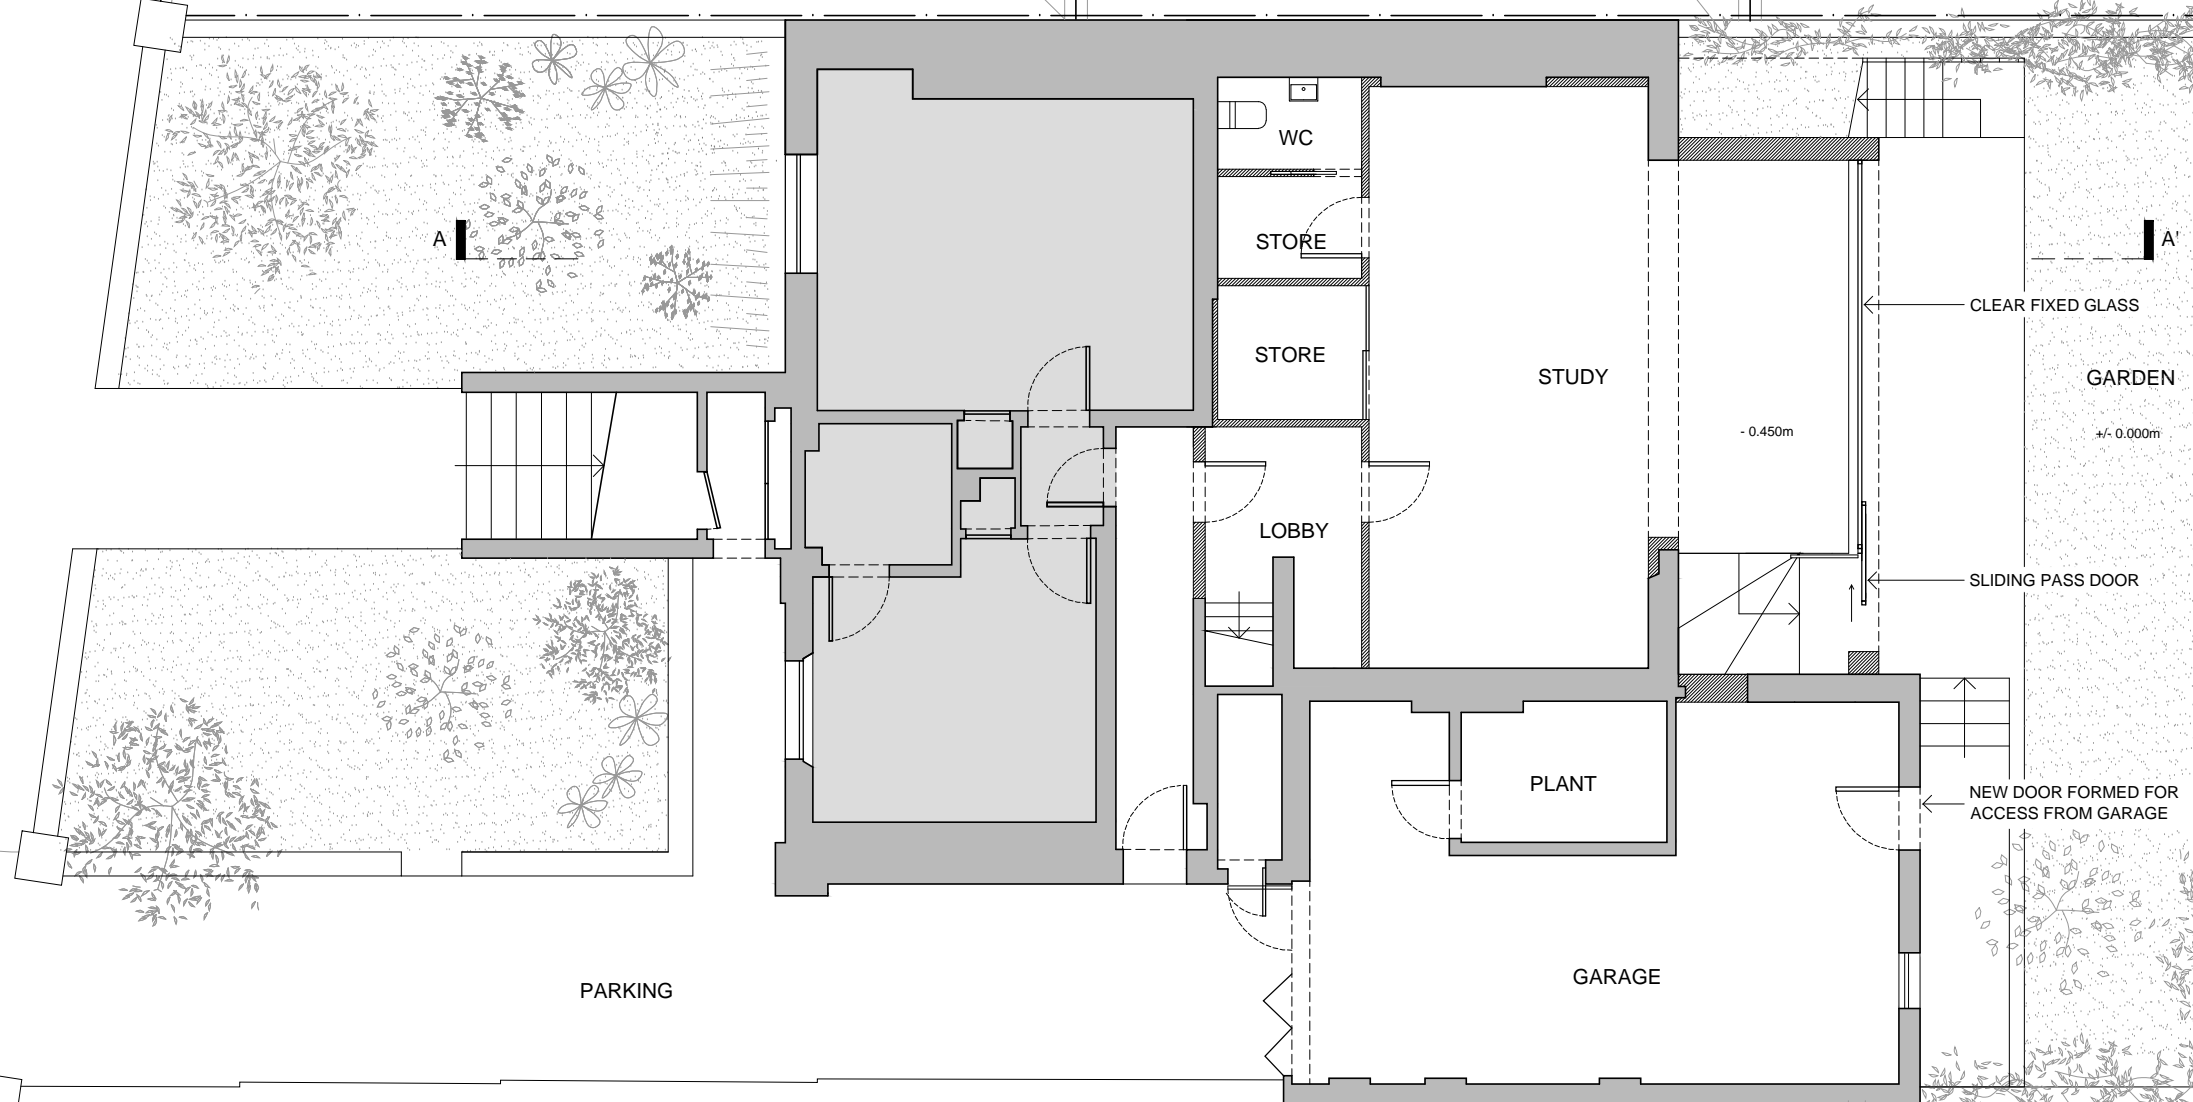 WC
A
STORE
A'
CLEAR FIXED GLASS
STORE
STUDY
GARDEN
- 0.450m
+/- 0.000m
LOBBY
SLIDING PASS DOOR
PLANT
NEW DOOR FORMED FOR
ACCESS FROM GARAGE
GARAGE
PARKING